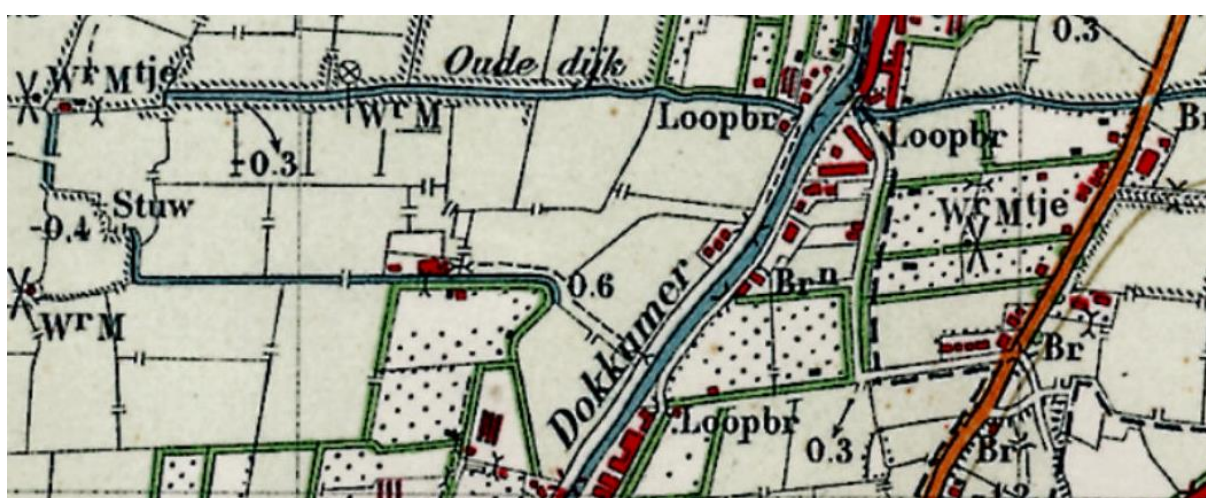 0.3
Oude dijk
Wr Mtje
Wr M
Loopbr
Loopbr
Br
-0.3
Stuw
Wr Mtje
-0.4
0.6
Brn
Wr M
Dokkumer
Br
Loopbr
0.3
Br